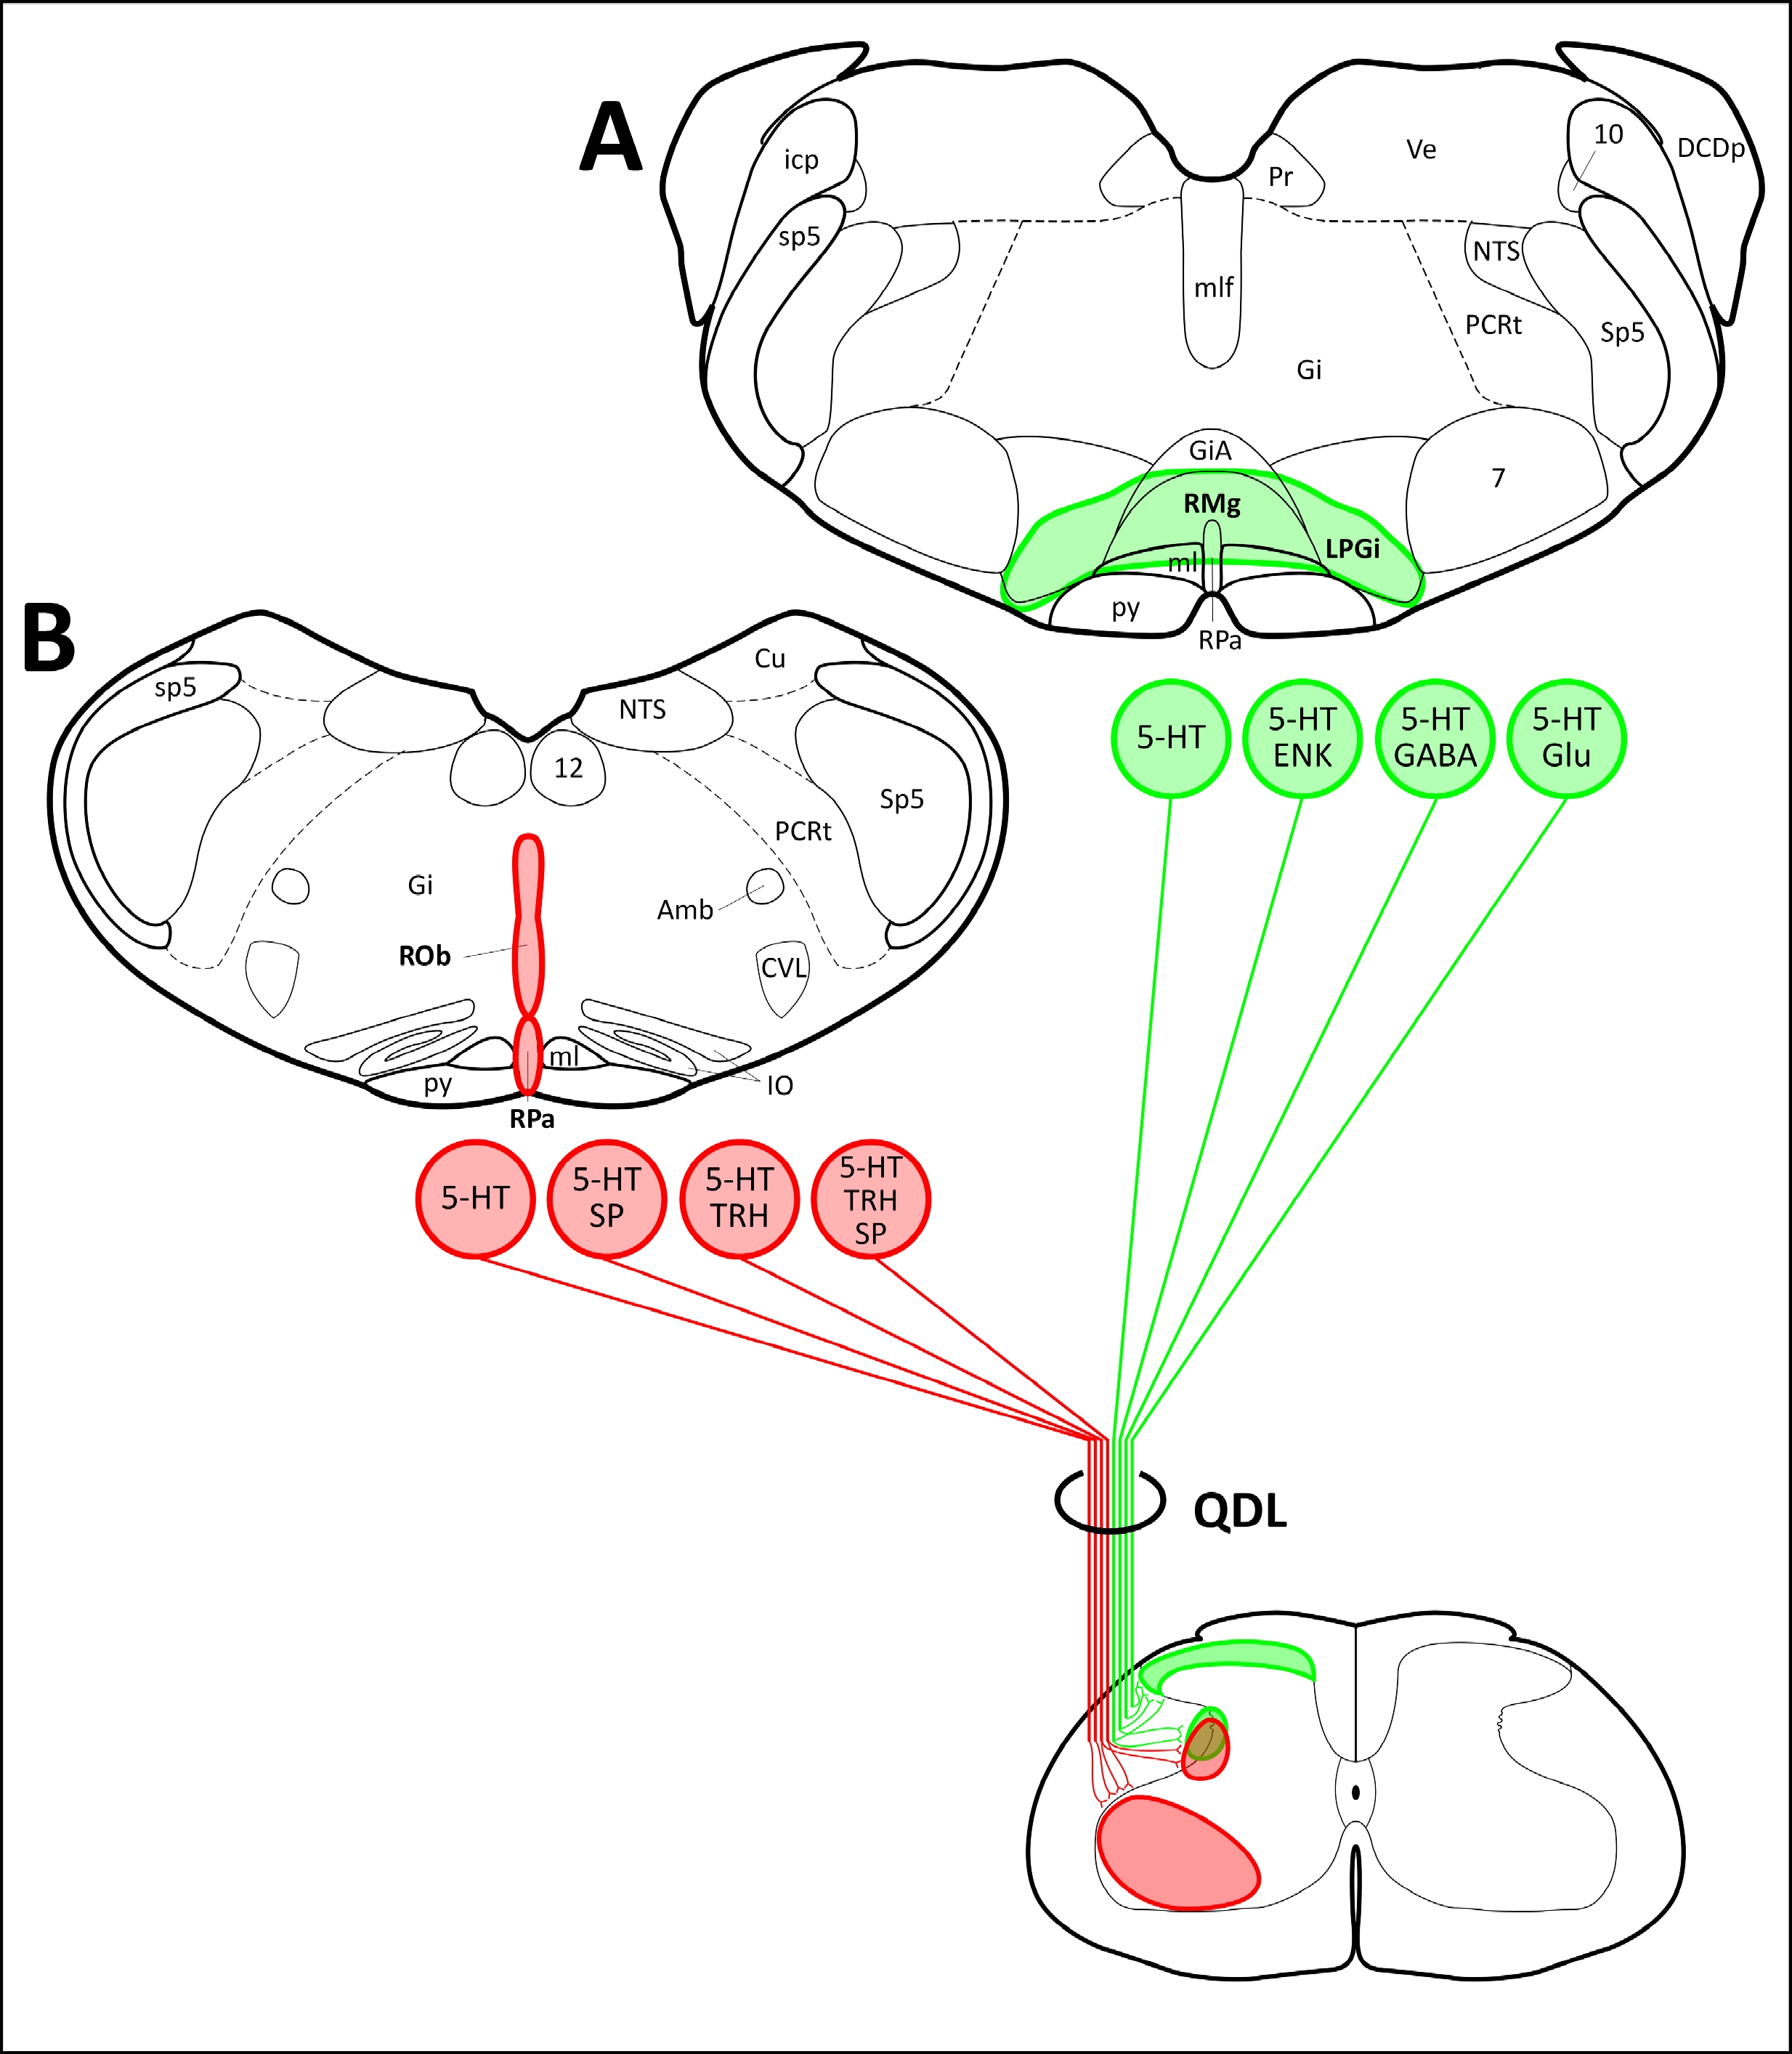 A
icp
10
Ve
DCDp
Pr
sp5
NTS
mlf
PCRt
Sp5
Gi
GiA
7
RMg
LPGi
ml
py
RPa
B
Cu
sp5
NTS
12
Sp5
PCRt
Gi
Amb
ROb
CVL
ml
py
IO
RPa
5-HT
5-HT
ENK
5-HT
GABA
5-HT
Glu
5-HT
5-HT
SP
5-HT
TRH
5-HT
TRH
SP
QDL